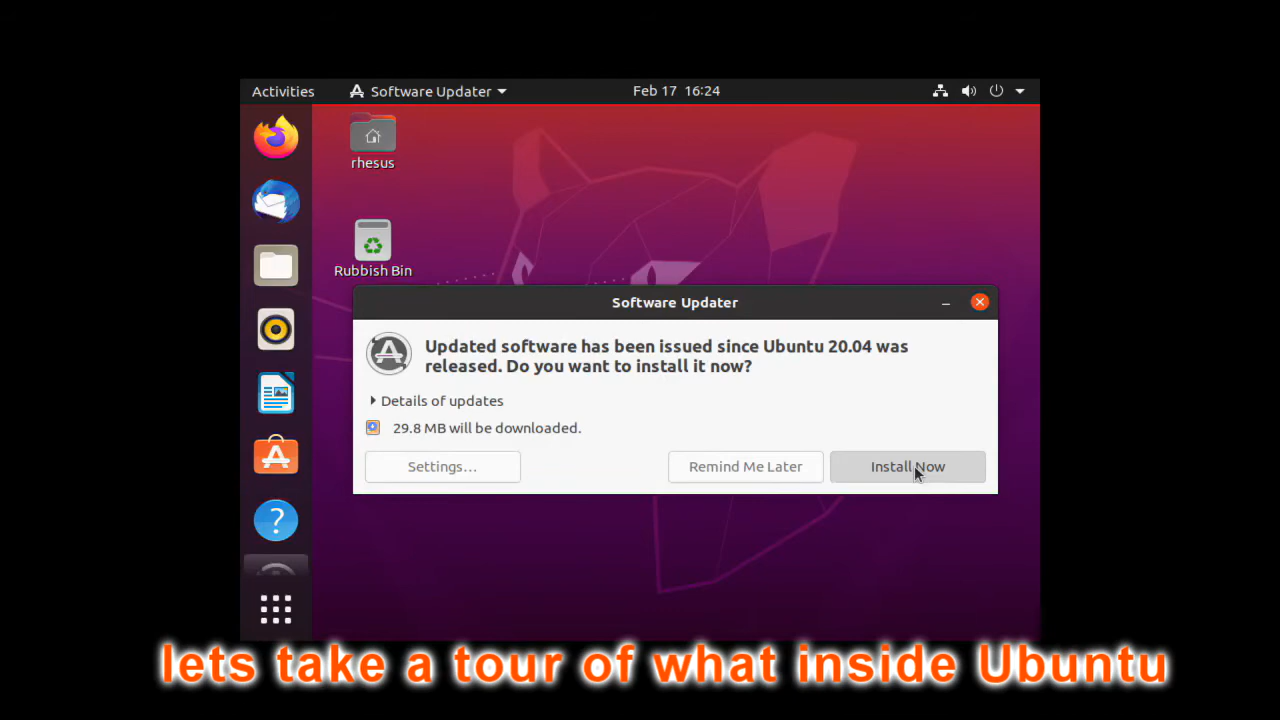 Activities Software Updater Feb 17 16:24
rhesus
Rubbish Bin
Software Updater
Updated software has been issued since Ubuntu 20.04 was
released. Do you want to install it now?
Details of updates
29.8 MB will be downloaded.
Settings... Remind Me Later Install Now
lets take a tour of what inside Ubuntu